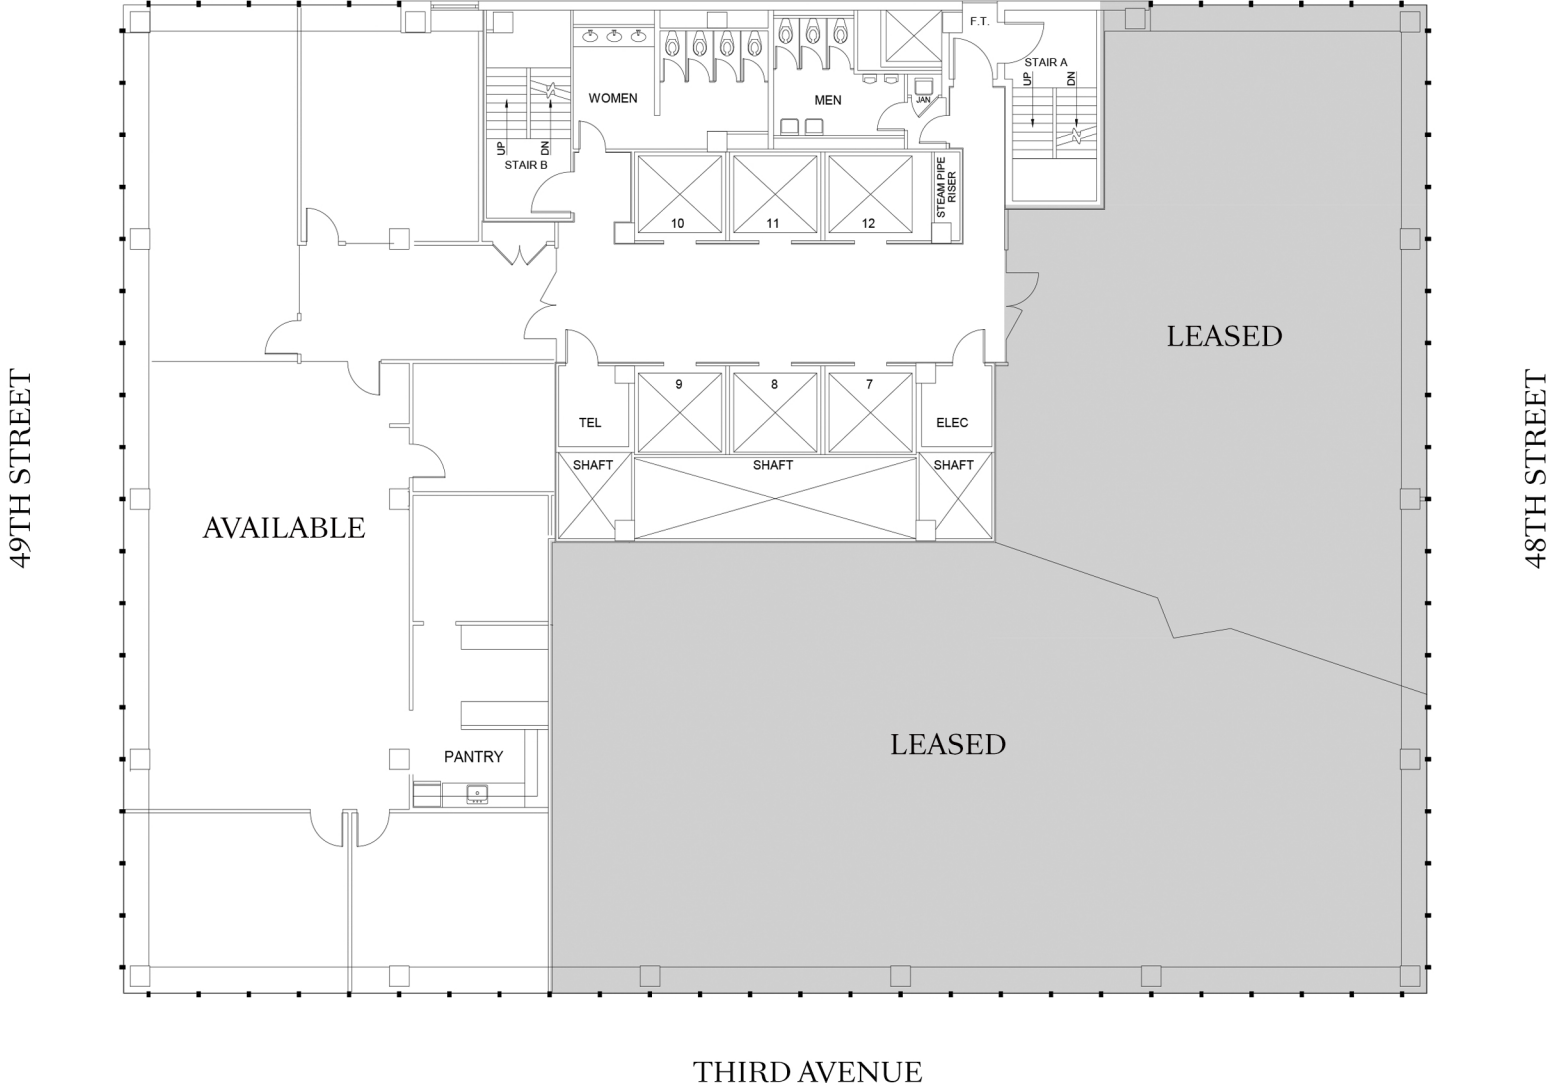 F.T.
STAIR A
UP
DN
WOMEN
MEN
JAN
UP
DN
STAIR B
STEAM PIPE
RISER
10
11
12
LEASED
9
8
7
TEL
ELEC
SHAFT
SHAFT
SHAFT
49TH STREET
48TH STREET
AVAILABLE
LEASED
PANTRY
THIRD AVENUE